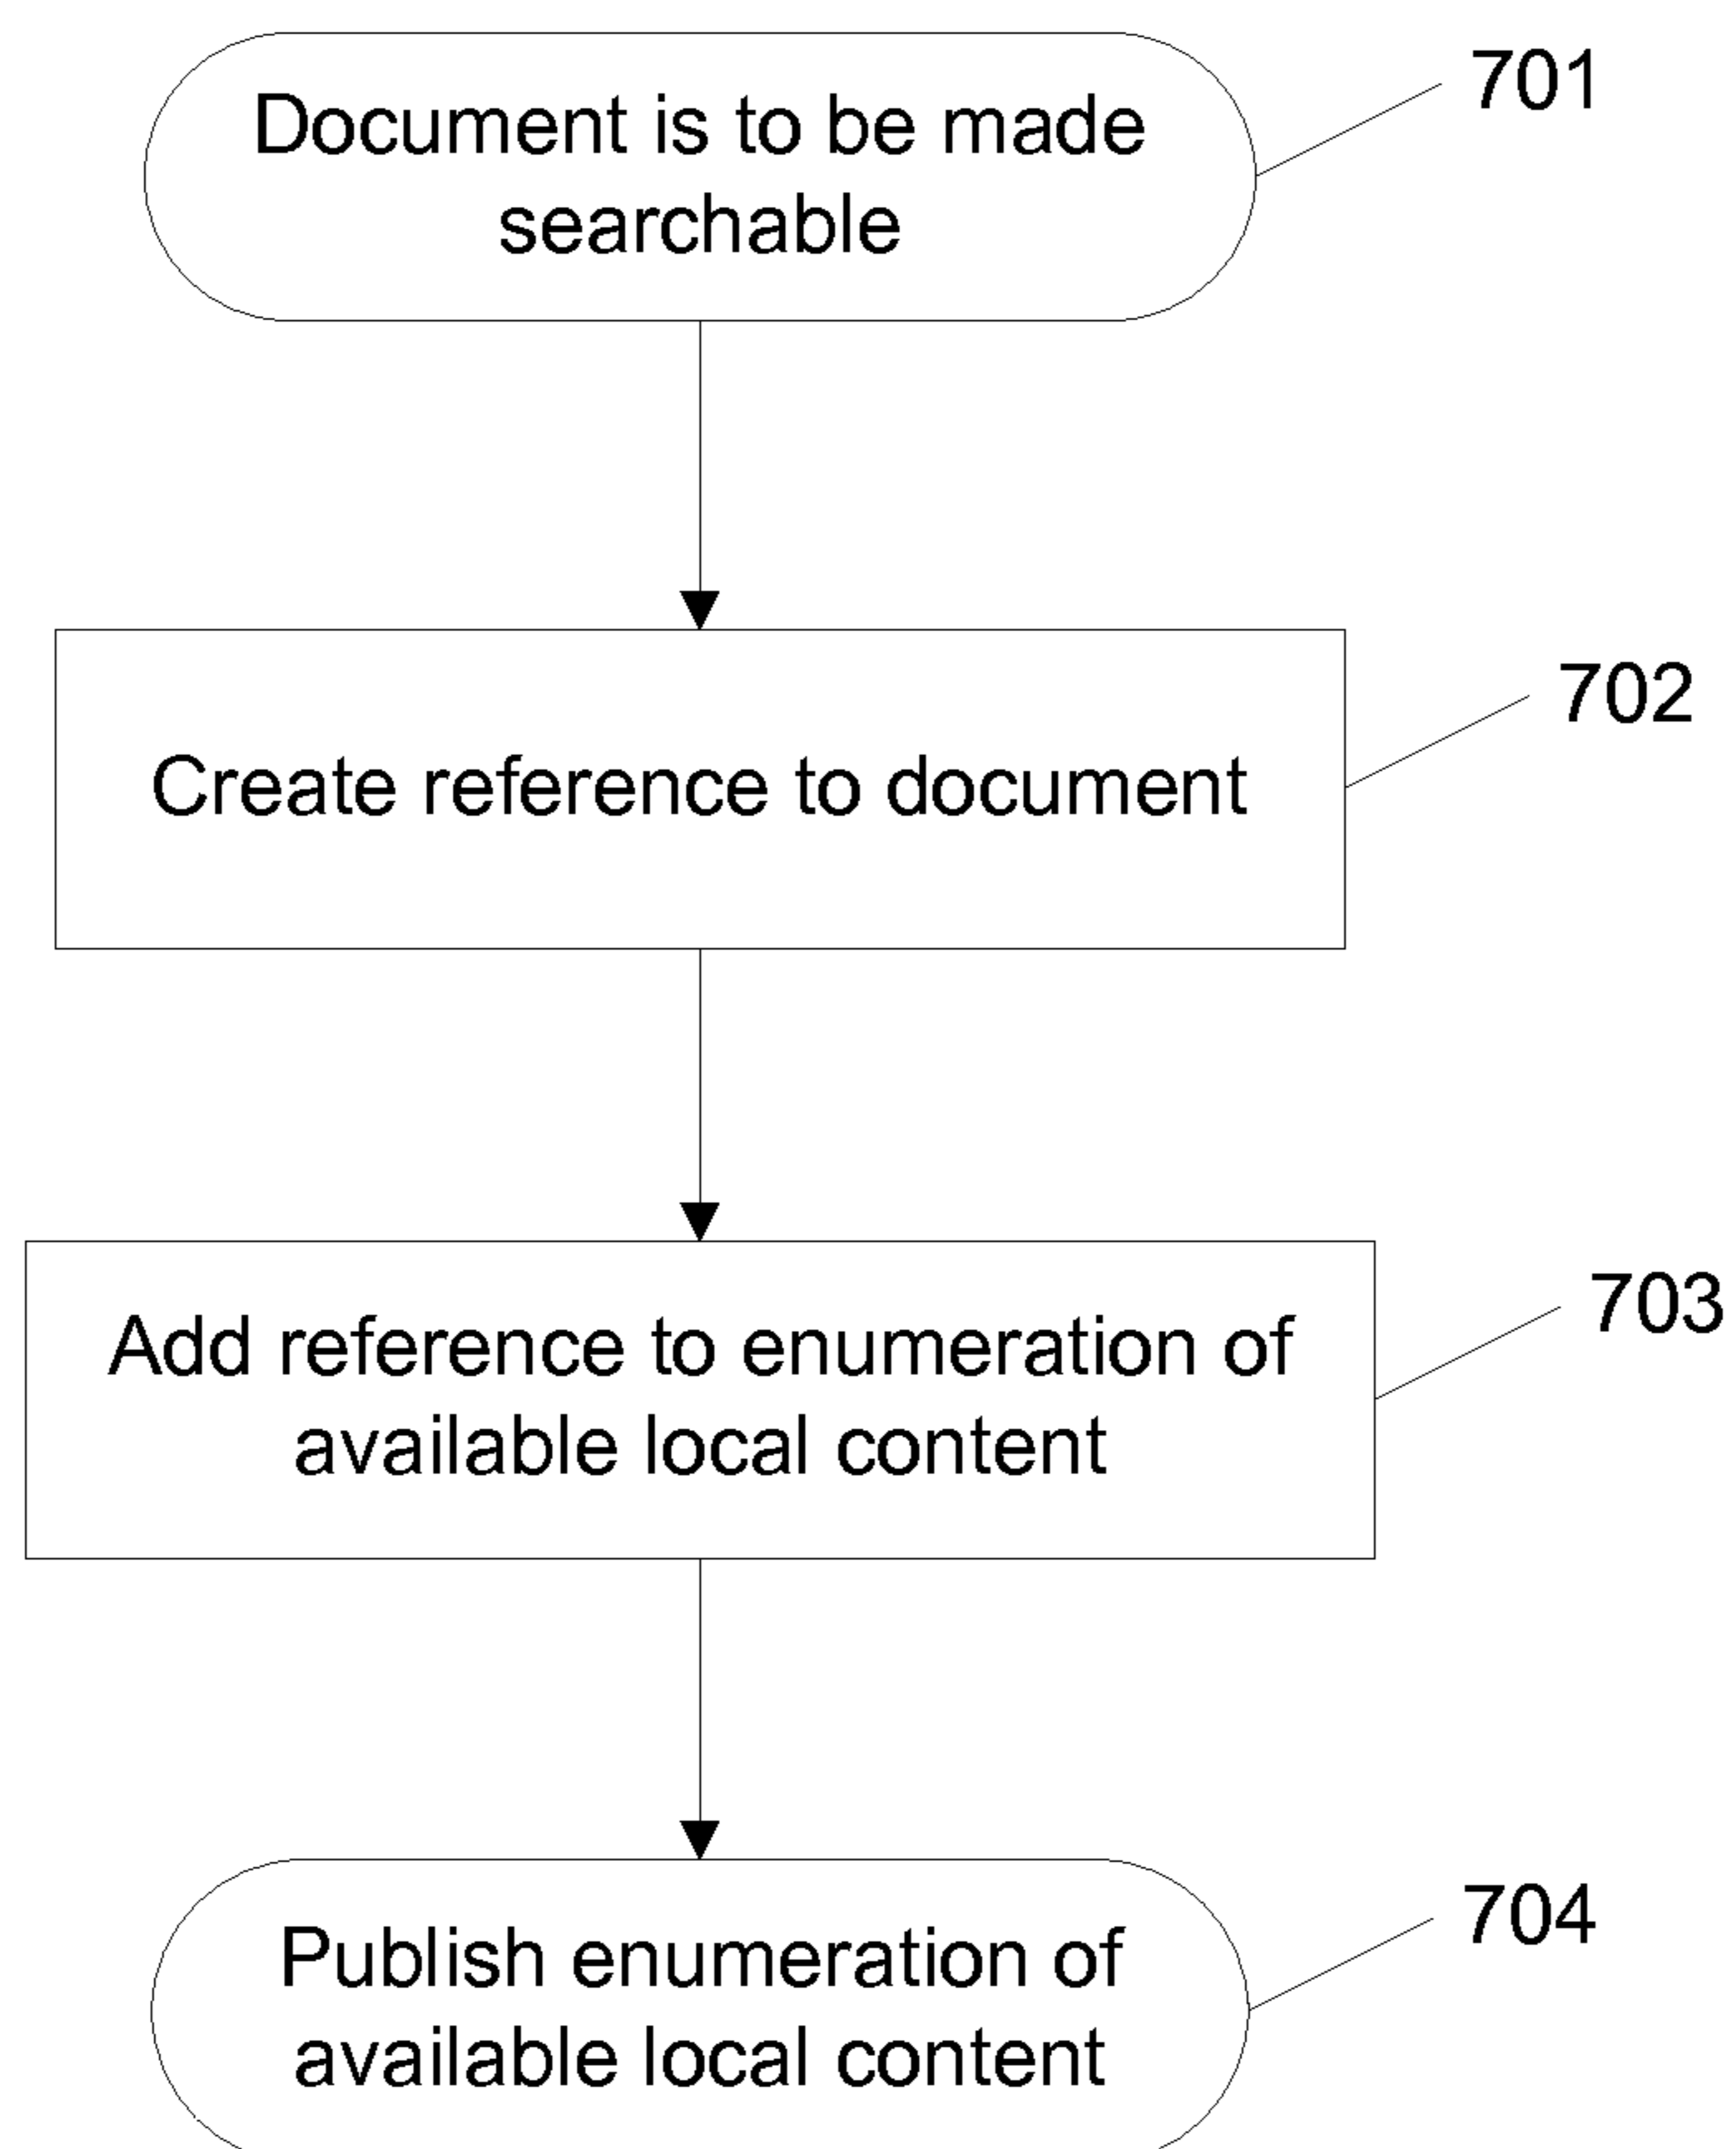 701
Document is to be made
searchable
702
Create reference to document
703
Add reference to enumeration of
available local content
704
Publish enumeration of
available local content